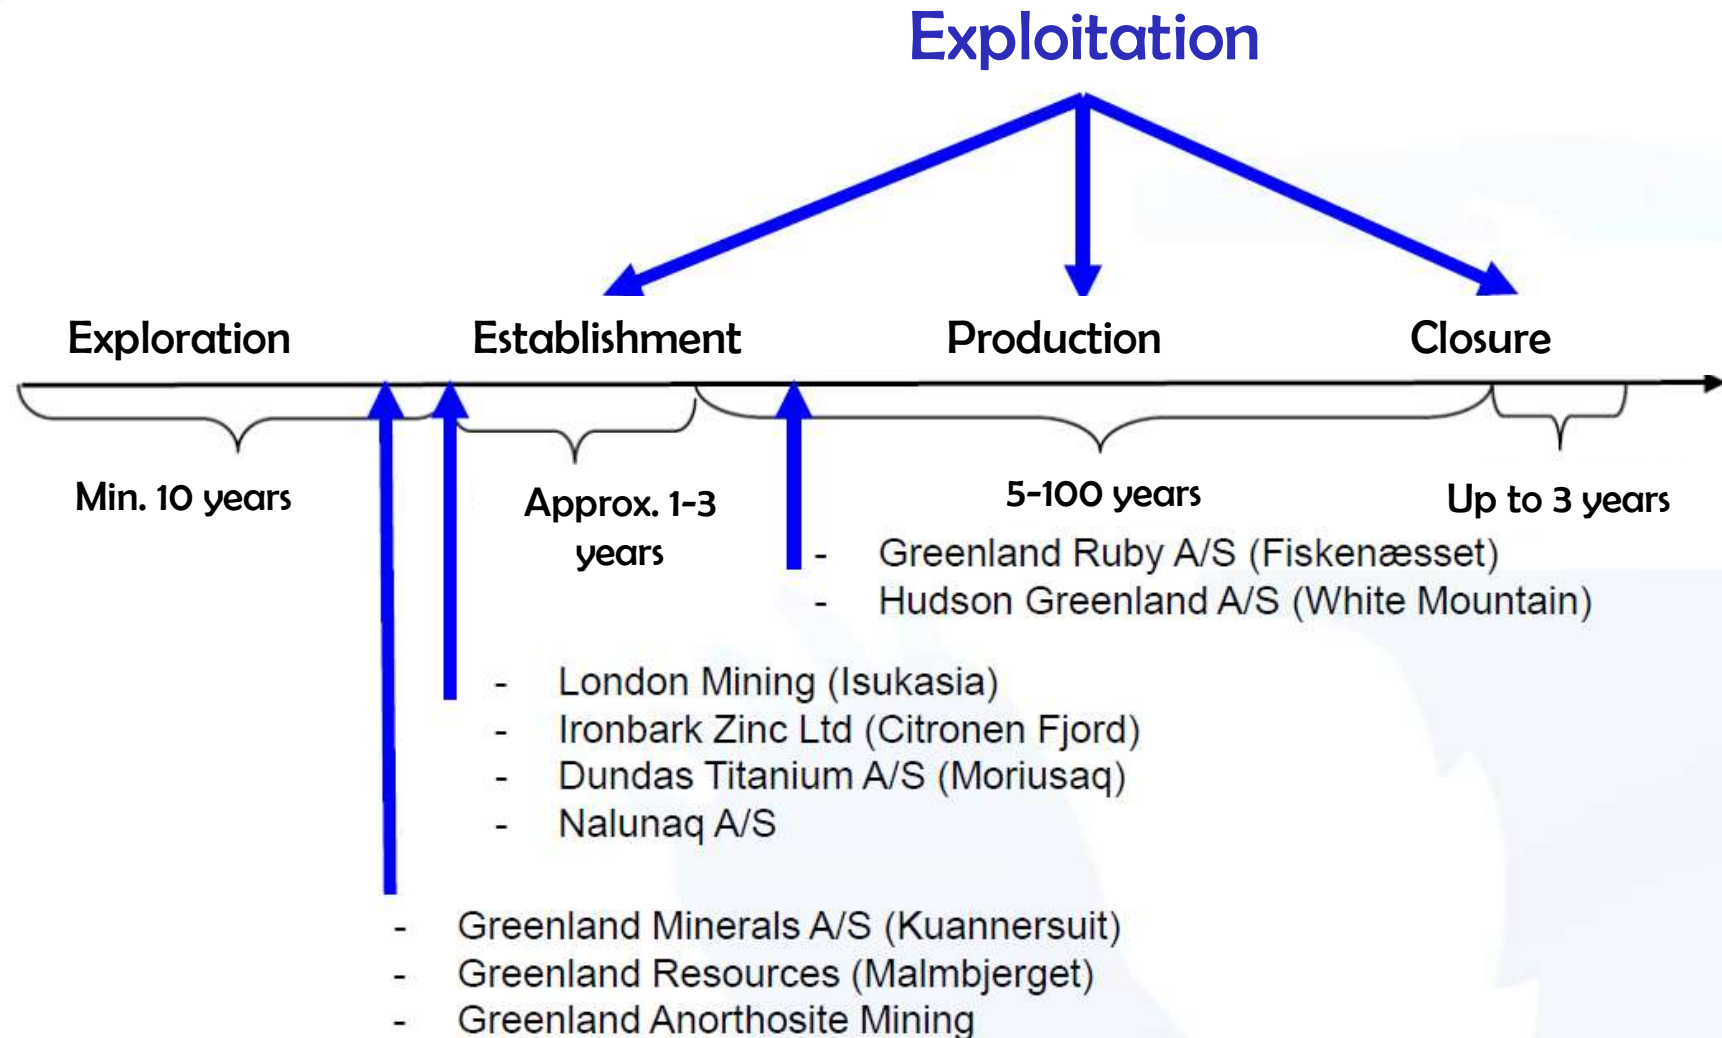 Exploitation
Exploration
Establishment
Production
Closure
Min. 10 years
Approx. 1-3
years
5-100 years
Up to 3 years
- Greenland Ruby A/S (Fiskenæsset)
- Hudson Greenland A/S (White Mountain)
- London Mining (Isukasia)
- Ironbark Zinc Ltd (Citronen Fjord)
- Dundas Titanium A/S (Moriusaq)
- Nalunaq A/S
- Greenland Minerals A/S (Kuannersuit)
- Greenland Resources (Malmbjerget)
- Greenland Anorthosite Mining